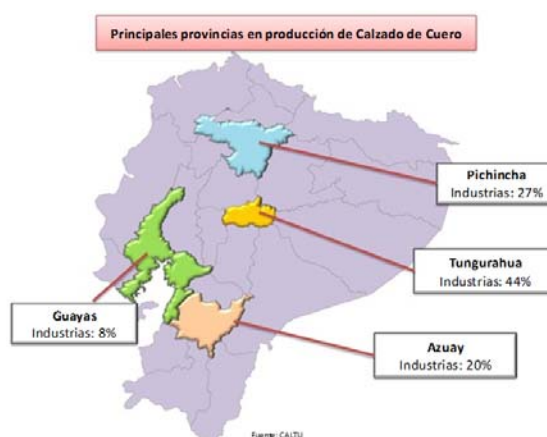 Principales provincias en producción de Calzado de Cuero
Pichincha
Industrias: 27%
Tungurahua
Industrias: 44%
Guayas
Industrias: 8%
Azuay
Industrias: 20%
Fuente: CALTU